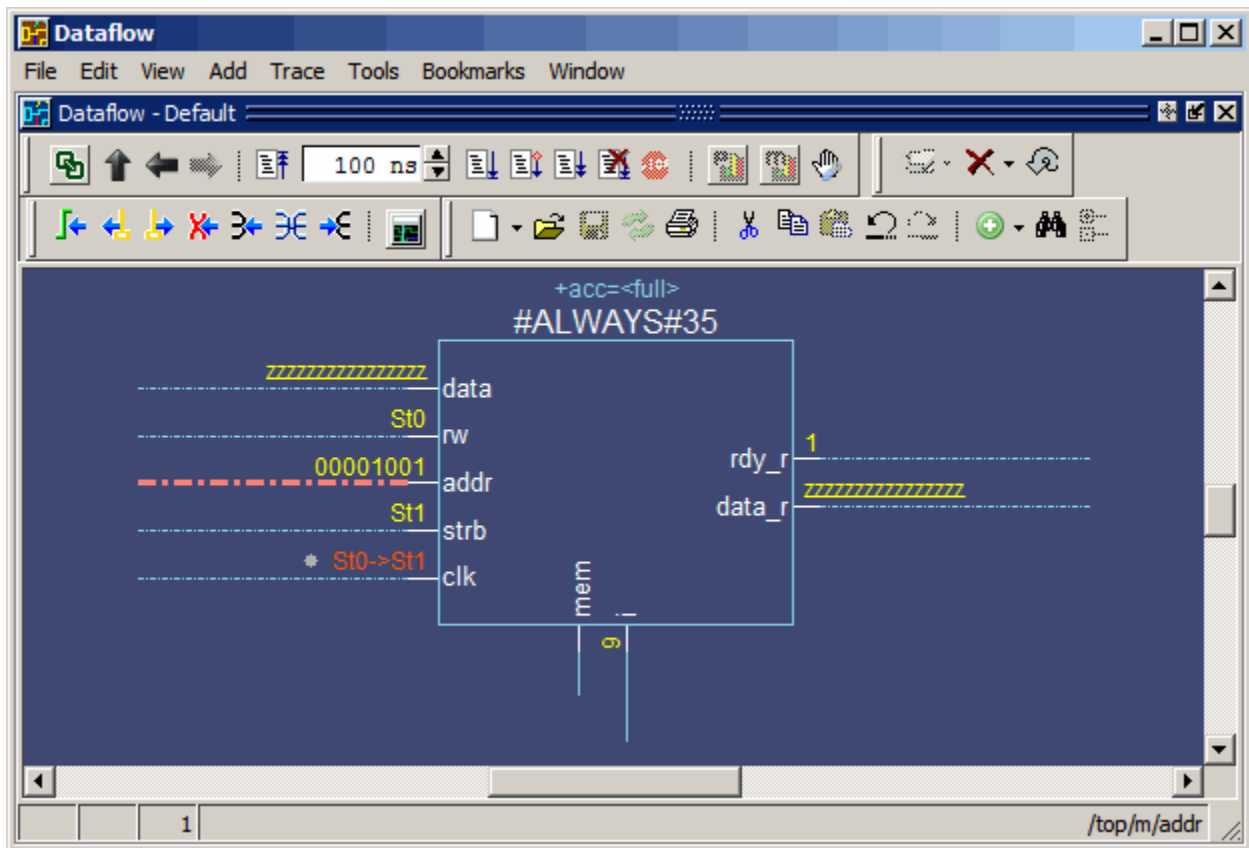 Dataflow
File Edit View Add Trace Tools Bookmarks Window
Dataflow - Default
100 ns
+acc=<full>
#ALWAYS#35
zzzzzzzzzzzzzzzz
data
St0
rw
00001001
addr
St1
strb
St0->St1
clk
1
rdy_r
zzzzzzzzzzzzzzzz
data_r
mem
i
9
1
/top/m/addr